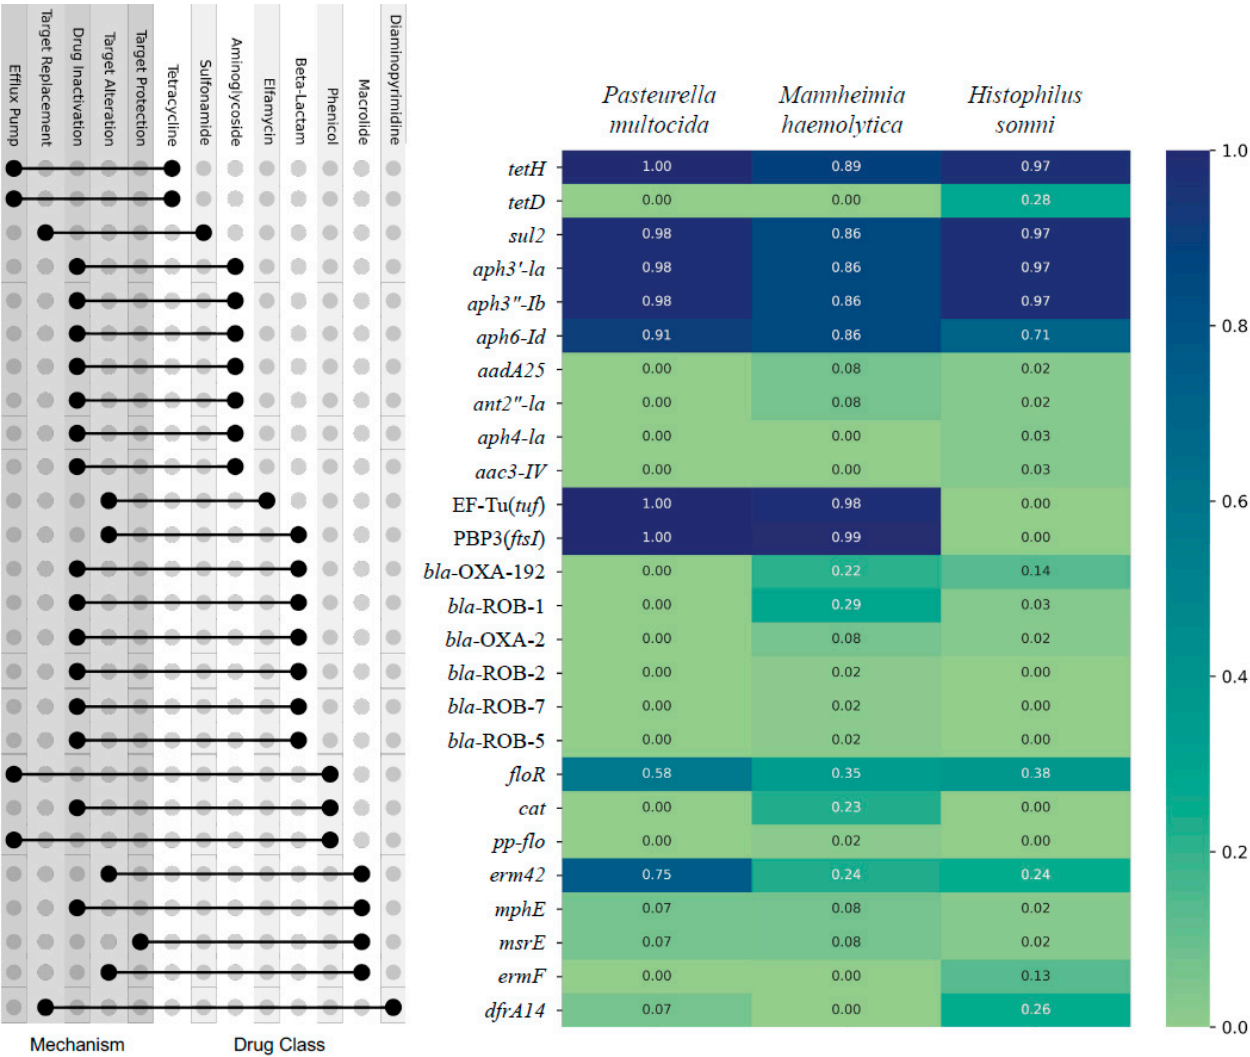 Efflux Pump
Target Replacement
Drug Inactivation
Target Alteration
Target Protection
Tetracycline
Sulfonamide
Aminoglycoside
Elfamycin
Beta-Lactam
Phenicol
Macrolide
Diaminopyrimidine
Mechanism
Drug Class
Pasteurella
multocida
Mannheimia
haemolytica
Histophilus
somni
tetH 1.00 0.89 0.97
tetD 0.00 0.00 0.28
sul2 0.98 0.86 0.97
aph3'-la 0.98 0.86 0.97
aph3"-Ib 0.98 0.86 0.97
aph6-Id 0.91 0.86 0.71
aadA25 0.00 0.08 0.02
ant2"-la 0.00 0.08 0.02
aph4-la 0.00 0.00 0.03
aac3-IV 0.00 0.00 0.03
EF-Tu(tuf) 1.00 0.98 0.00
PBP3(ftsI) 1.00 0.99 0.00
bla-OXA-192 0.00 0.22 0.14
bla-ROB-1 0.00 0.29 0.03
bla-OXA-2 0.00 0.08 0.02
bla-ROB-2 0.00 0.02 0.00
bla-ROB-7 0.00 0.02 0.00
bla-ROB-5 0.00 0.02 0.00
floR 0.58 0.35 0.38
cat 0.00 0.23 0.00
pp-flo 0.00 0.02 0.00
erm42 0.75 0.24 0.24
mphE 0.07 0.08 0.02
msrE 0.07 0.08 0.02
ermF 0.00 0.00 0.13
dfrA14 0.07 0.00 0.26
1.0
0.8
0.6
0.4
0.2
0.0